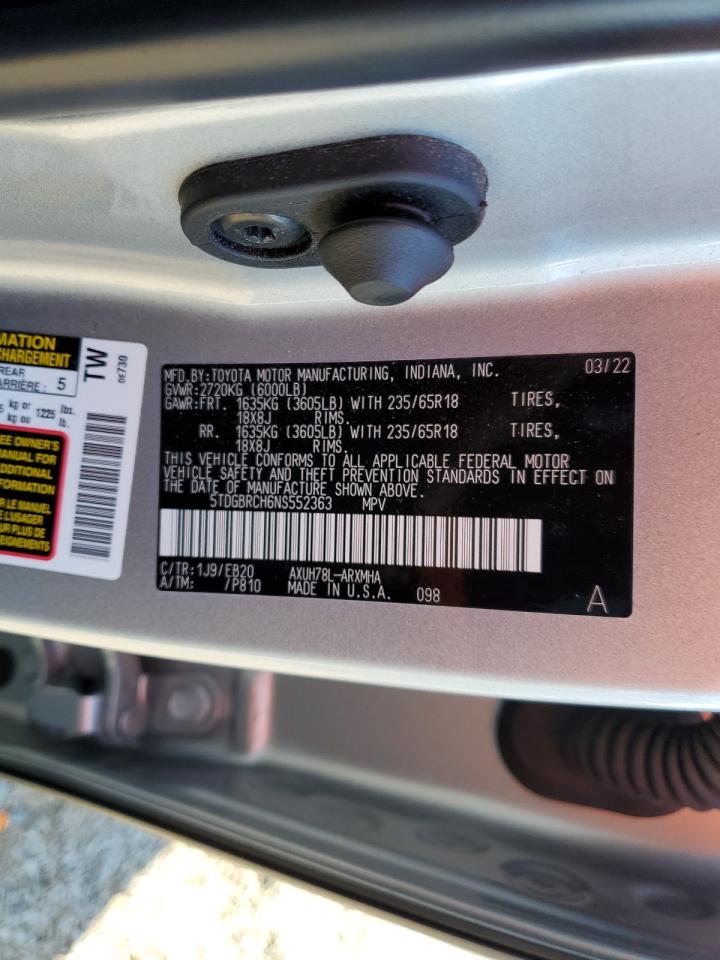 MATION
CHARGEMENT
REAR
ARRIÈRE: 5
kg or 1225 lbs.
kg ou lb.
TW
0E730
SEE OWNER'S
MANUAL FOR
ADDITIONAL
INFORMATION
LE MANUEL
L'USAGER
POUR PLUS DE
RENSEIGNEMENTS
MFD.BY:TOYOTA MOTOR MANUFACTURING, INDIANA, INC. 03/22
GVWR:2720KG (6000LB)
GAWR:FRT. 1635KG (3605LB) WITH 235/65R18 TIRES,
18X8J RIMS.
RR. 1635KG (3605LB) WITH 235/65R18 TIRES,
18X8J RIMS.
THIS VEHICLE CONFORMS TO ALL APPLICABLE FEDERAL MOTOR
VEHICLE SAFETY AND THEFT PREVENTION STANDARDS IN EFFECT ON
THE DATE OF MANUFACTURE SHOWN ABOVE.
5TDGBRCH6NS552363 MPV
C/TR:1J9/EB20 AXUH78L-ARXMHA
A/TM: /P810 MADE IN U.S.A. 098 A